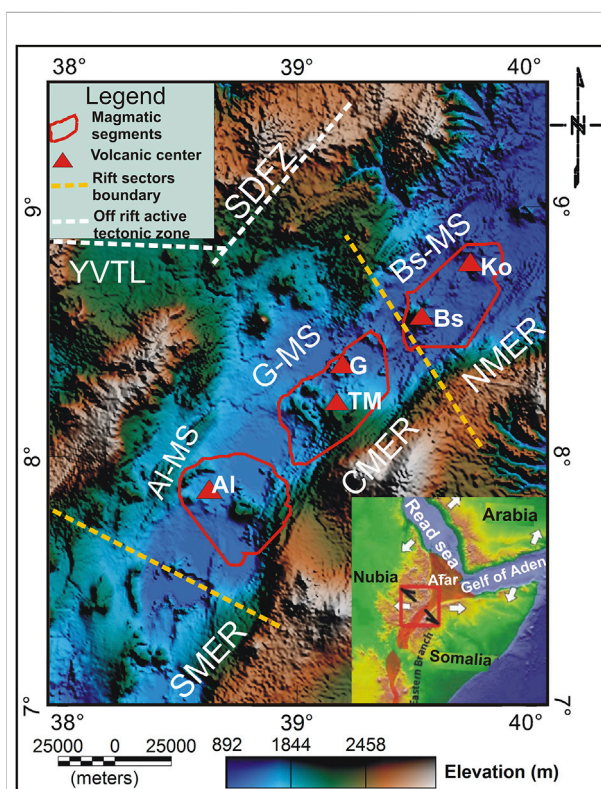 38°
39°
40°
Legend
Magmatic
segments
Volcanic center
Rift sectors
boundary
Off rift active
tectonic zone
N
SDFZ
9°
9°
YVTL
Bs-MS
Ko
Bs
G-MS
G
NMER
TM
CMER
Al-MS
8°
8
Al
Read sea
Arabia
Nubia
Afar
Gelf of Aden
Somalia
Eastern Branch
SMER
7°
7°
38°
39°
40°
25000 0 25000
(meters)
892 1844 2458
Elevation (m)